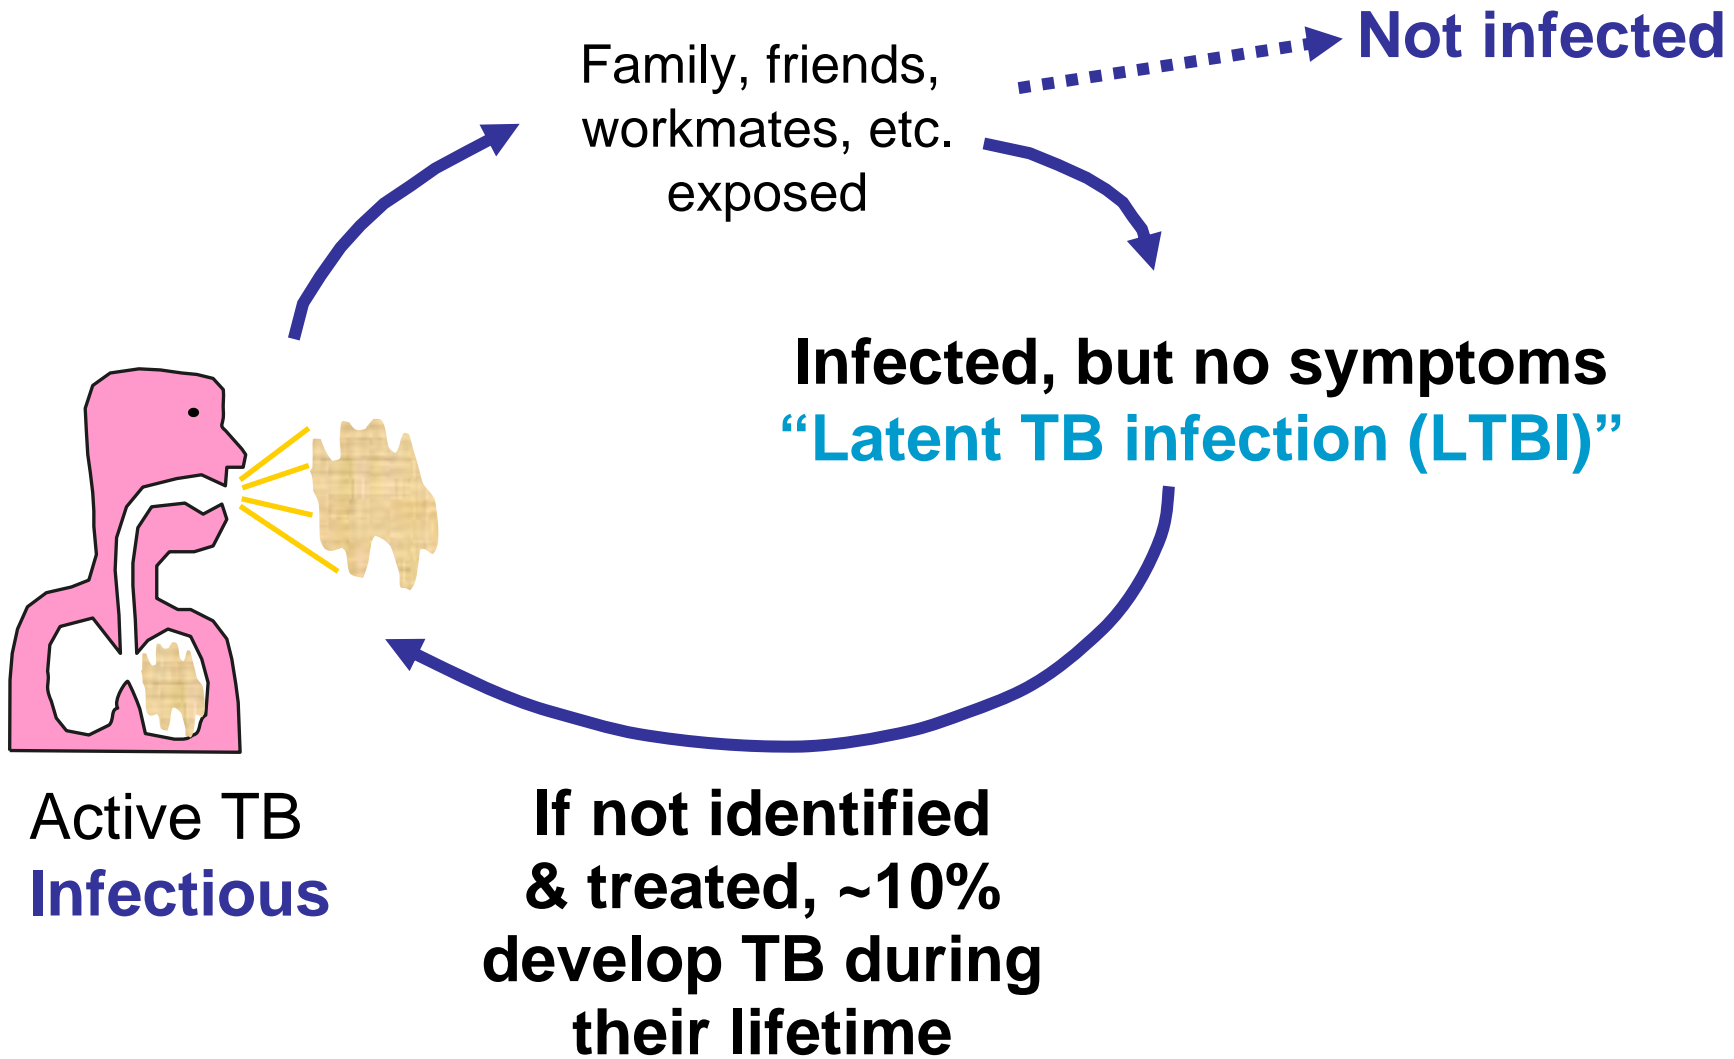 Family, friends,
workmates, etc.
exposed
Not infected
Infected, but no symptoms
“Latent TB infection (LTBI)”
Active TB
Infectious
If not identified
& treated, ~10%
develop TB during
their lifetime